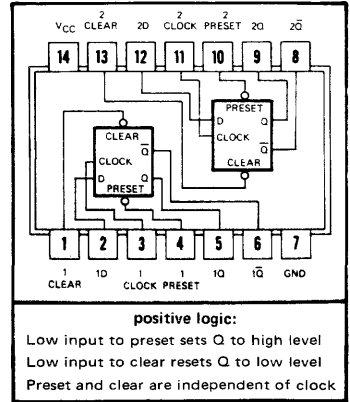 2 2 2
VCC CLEAR 2D CLOCK PRESET 2Q 2Q̅
14 13 12 11 10 9 8
PRESET
D Q
CLOCK
Q̅
CLEAR
CLEAR
Q̅
CLOCK
D Q
PRESET
1 2 3 4 5 6 7
1 1D 1 1 1Q 1Q̅ GND
CLEAR CLOCK PRESET
positive logic:
Low input to preset sets Q to high level
Low input to clear resets Q to low level
Preset and clear are independent of clock